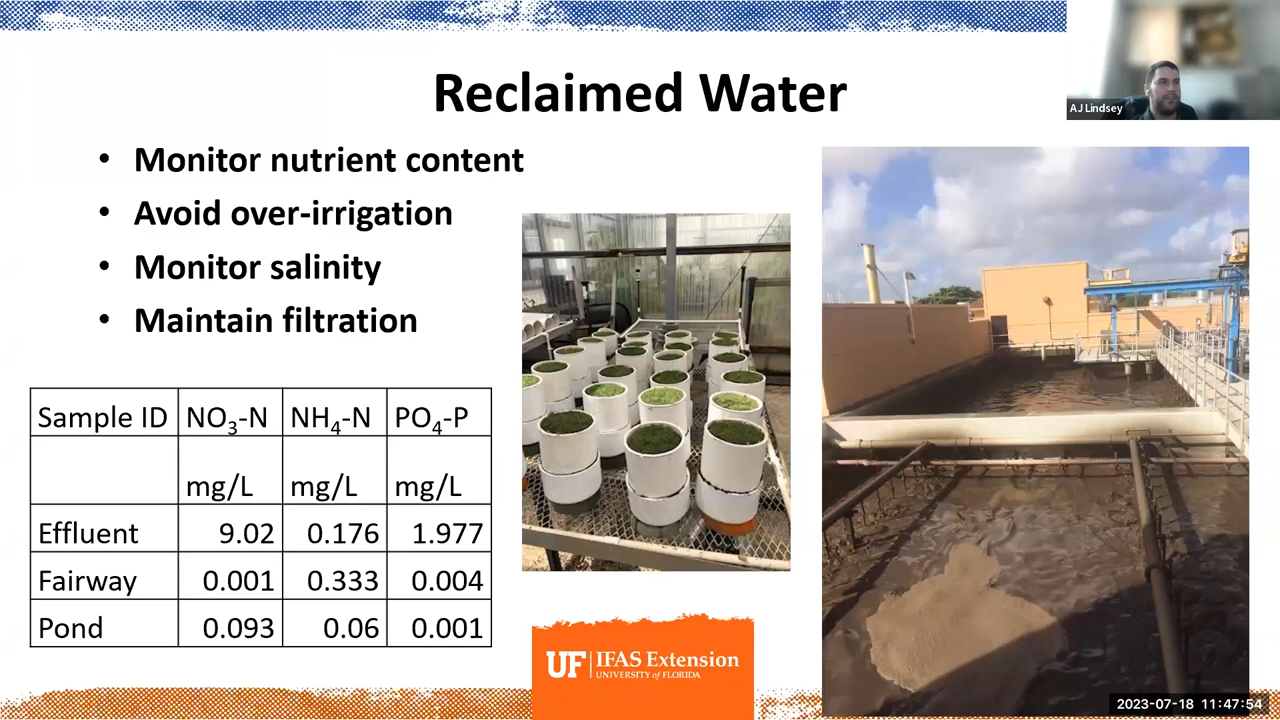 Reclaimed Water
AJ Lindsey
• Monitor nutrient content
• Avoid over-irrigation
• Monitor salinity
• Maintain filtration
Sample ID NO₃-N NH₄-N PO₄-P
mg/L mg/L mg/L
Effluent 9.02 0.176 1.977
Fairway 0.001 0.333 0.004
Pond 0.093 0.06 0.001
UF IFAS Extension
UNIVERSITY of FLORIDA
2023-07-18 11:47:54